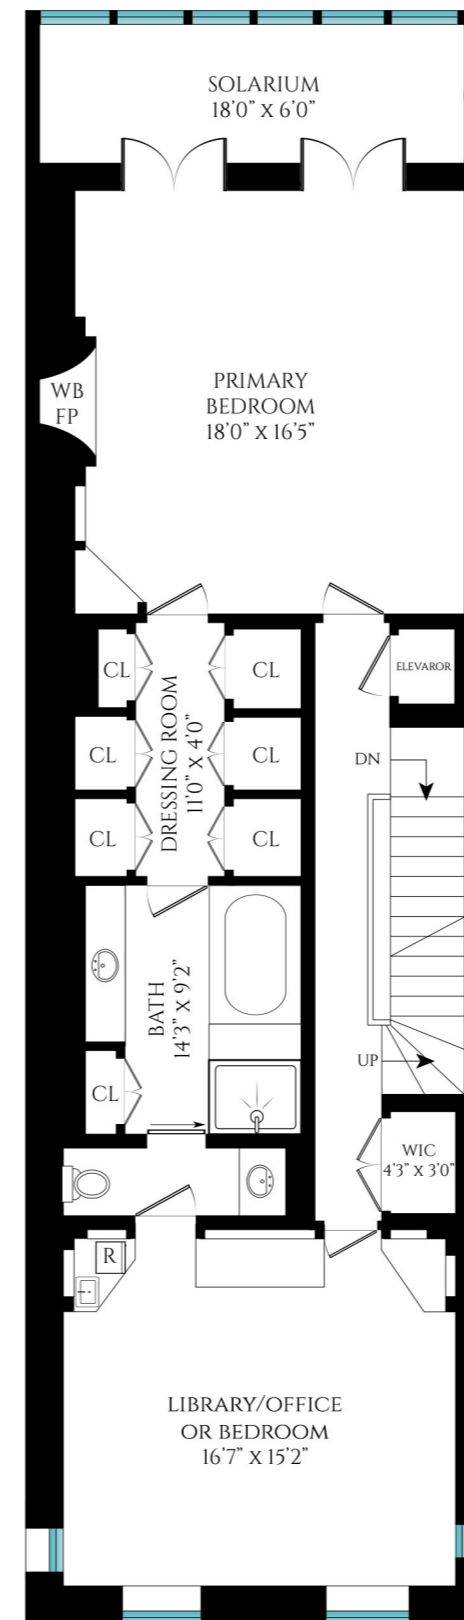 SOLARIUM
18'0" X 6'0"
WB
FP
PRIMARY
BEDROOM
18'0" X 16'5"
ELEVAROR
CL
CL
DRESSING ROOM
11'0" X 4'0"
CL
CL
CL
CL
DN
BATH
14'3" X 9'2"
CL
UP
WIC
4'3" X 3'0"
R
LIBRARY/OFFICE
OR BEDROOM
16'7" X 15'2"